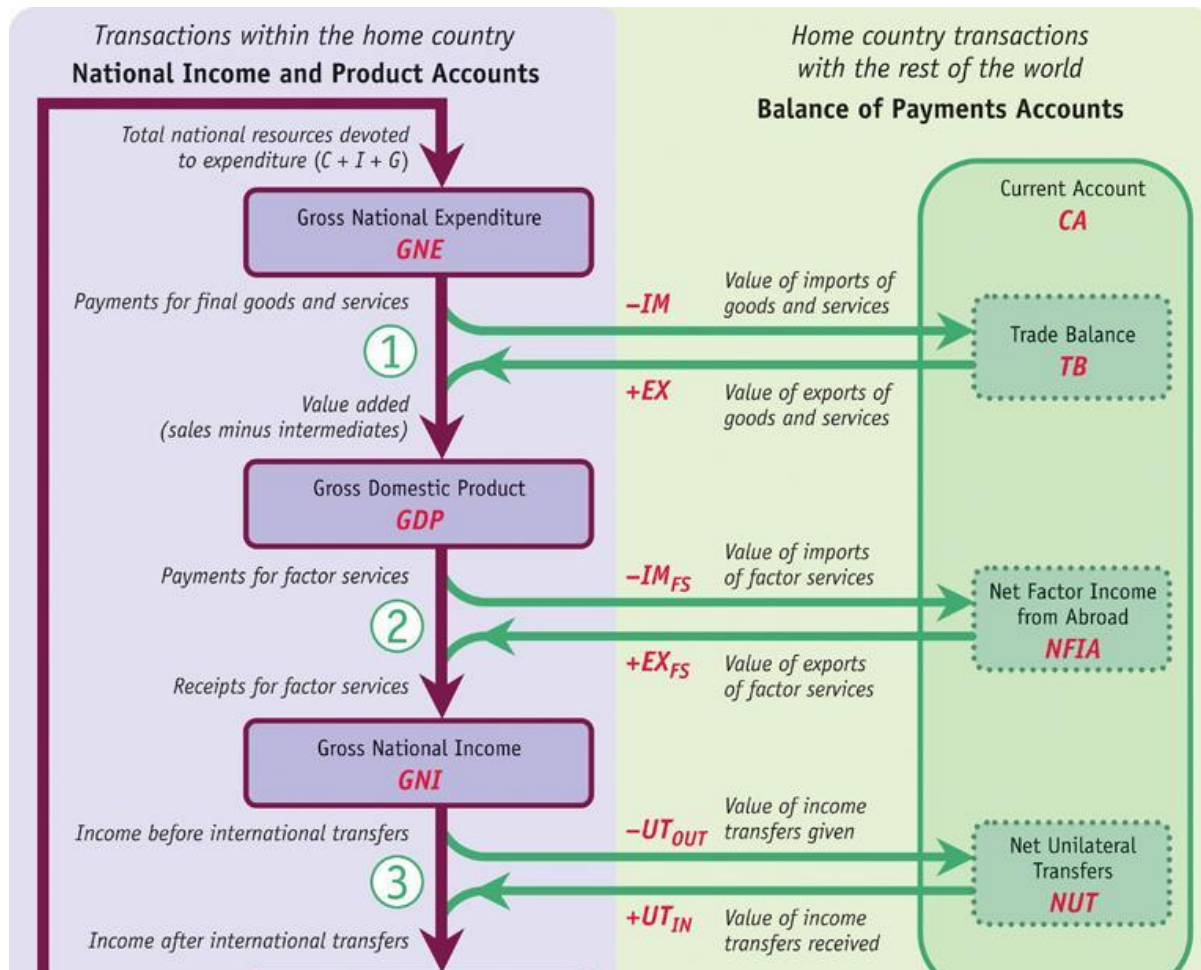 Transactions within the home country
National Income and Product Accounts
Home country transactions
with the rest of the world
Balance of Payments Accounts
Total national resources devoted
to expenditure (C + I + G)
Current Account
CA
Gross National Expenditure
GNE
Payments for final goods and services
–IM
Value of imports of
goods and services
1
Trade Balance
TB
+EX
Value of exports of
goods and services
Value added
(sales minus intermediates)
Gross Domestic Product
GDP
Payments for factor services
–IMFS
Value of imports
of factor services
2
Net Factor Income
from Abroad
NFIA
+EXFS
Value of exports
of factor services
Receipts for factor services
Gross National Income
GNI
Income before international transfers
–UTOUT
Value of income
transfers given
3
Net Unilateral
Transfers
NUT
+UTIN
Value of income
transfers received
Income after international transfers